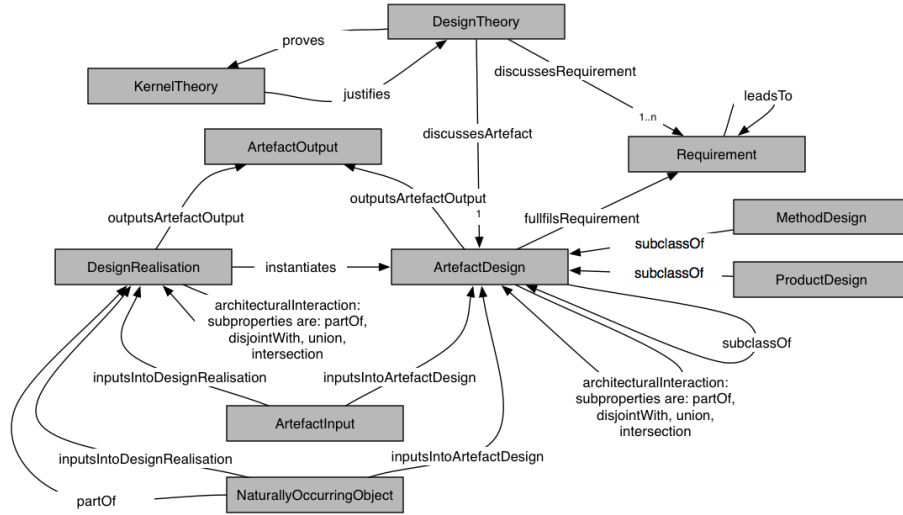 DesignTheory
proves
discussesRequirement
KernelTheory
justifies
leadsTo
1..n
discussesArtefact
ArtefactOutput
Requirement
outputsArtefactOutput
outputsArtefactOutput
1
fullfilsRequirement
MethodDesign
subclassOf
DesignRealisation
instantiates
ArtefactDesign
subclassOf
ProductDesign
architecturalInteraction:
subproperties are: partOf,
disjointWith, union,
intersection
subclassOf
inputsIntoDesignRealisation
inputsIntoArtefactDesign
architecturalInteraction:
subproperties are: partOf,
disjointWith, union,
intersection
ArtefactInput
inputsIntoDesignRealisation
inputsIntoArtefactDesign
partOf
NaturallyOccurringObject